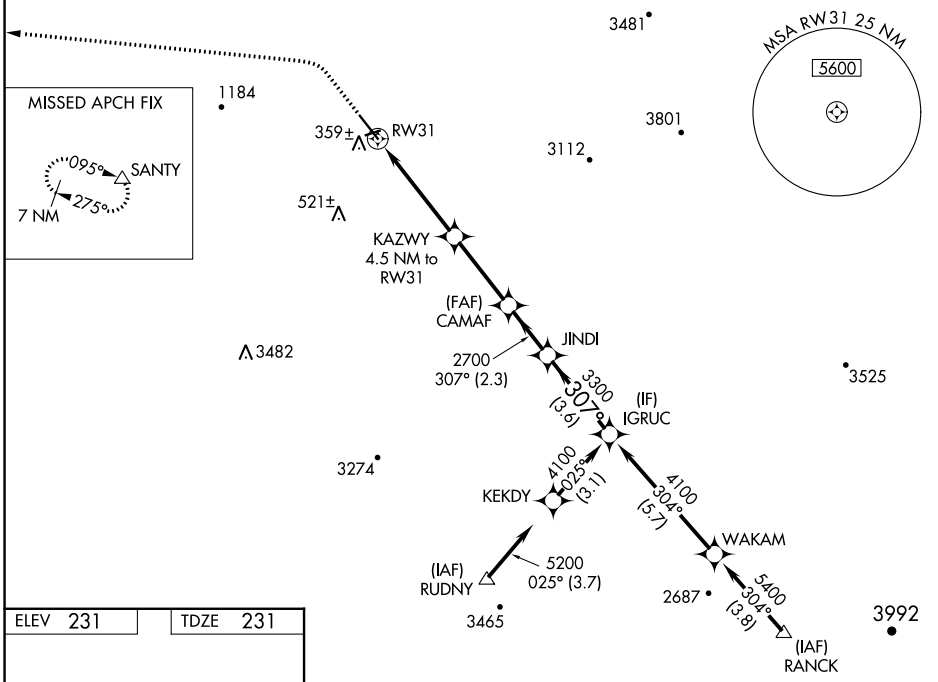 3481
MSA RW31 25 NM
5600
MISSED APCH FIX
095°
SANTY
275°
7 NM
1184
359±
RW31
3112
3801
521±
KAZWY
4.5 NM to
RW31
(FAF)
CAMAF
JINDI
2700
307° (2.3)
3482
3300
307°
(3.6)
(IF)
IGRUC
3525
3274
4100
025°
(3.1)
KEKDY
4100
304°
(5.7)
WAKAM
(IAF)
RUDNY
5200
025° (3.7)
3465
2687
5400
304°
(3.8)
3992
(IAF)
RANCK
ELEV 231
TDZE 231